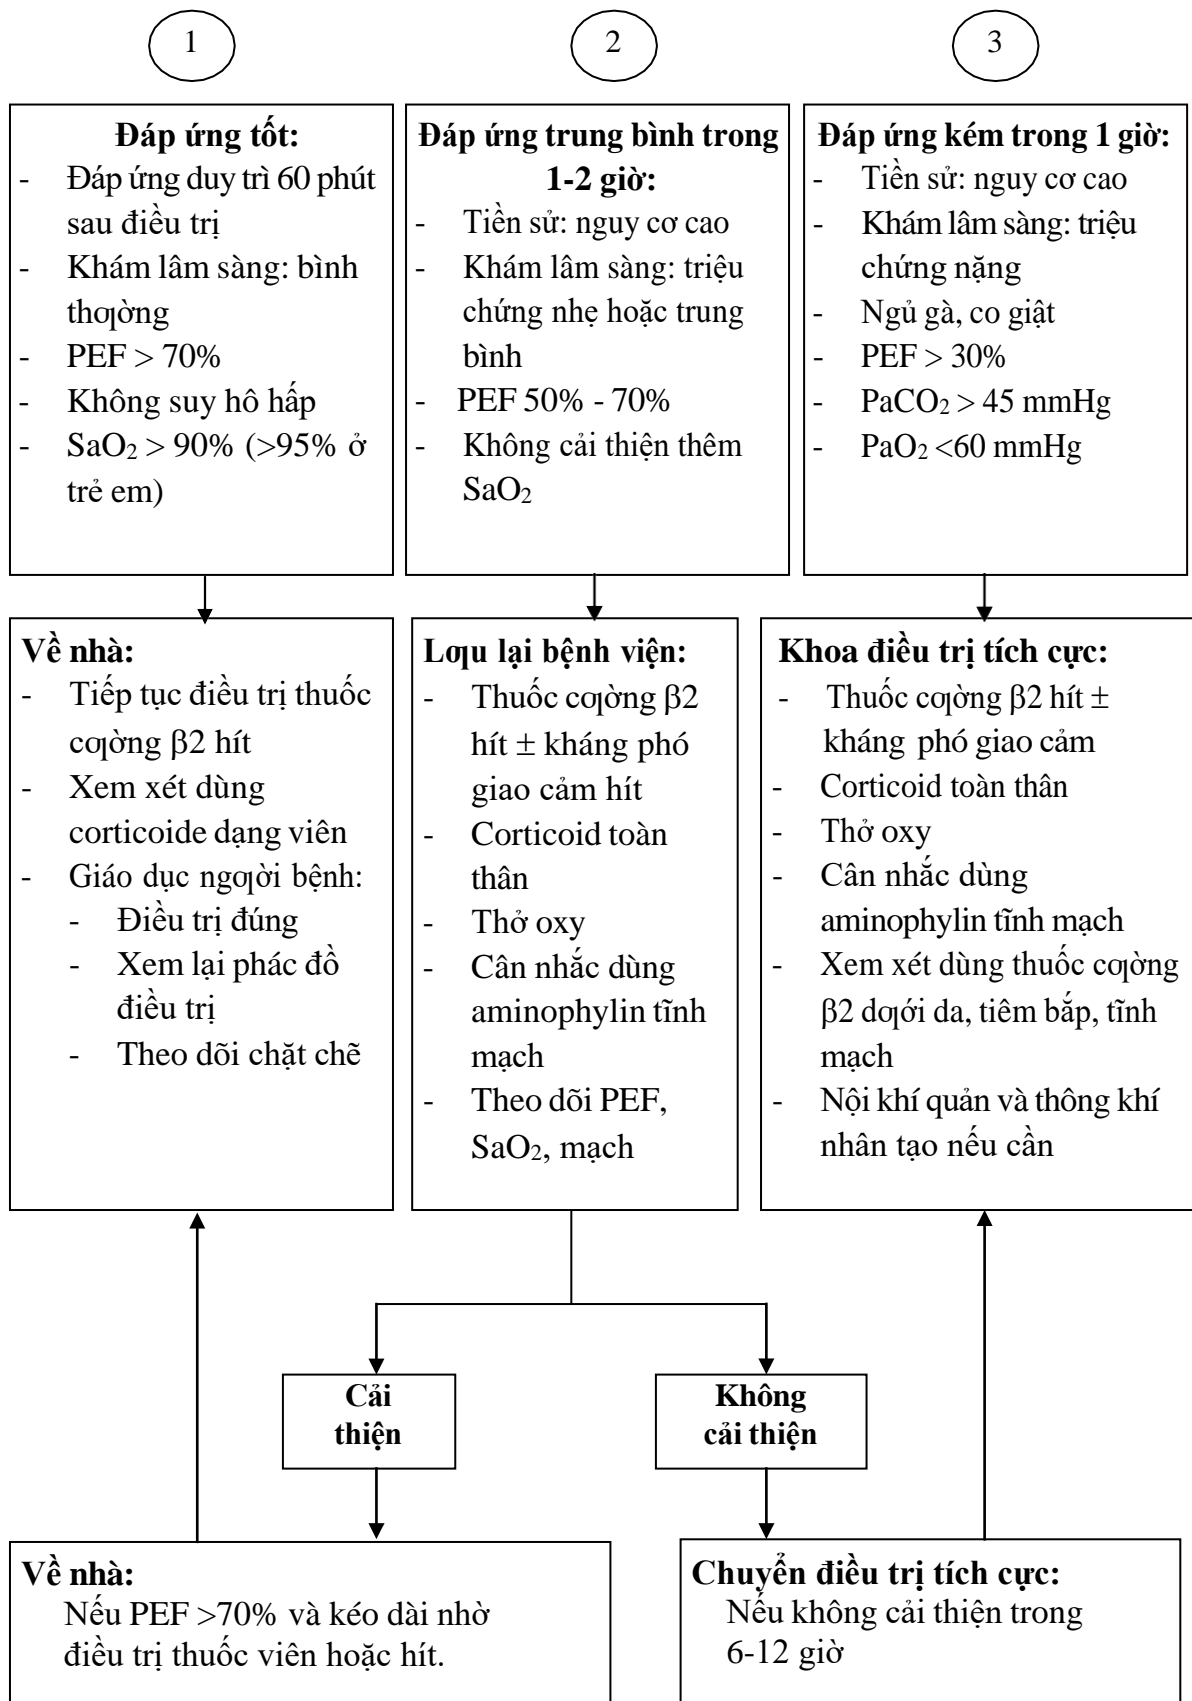 1
2
3
Đáp ứng tốt:
- Đáp ứng duy trì 60 phút
sau điều trị
- Khám lâm sàng: bình
thƣờng
- PEF > 70%
- Không suy hô hấp
- SaO₂ > 90% (>95% ở
trẻ em)
Đáp ứng trung bình trong
1-2 giờ:
- Tiền sử: nguy cơ cao
- Khám lâm sàng: triệu
chứng nhẹ hoặc trung
bình
- PEF 50% - 70%
- Không cải thiện thêm
SaO₂
Đáp ứng kém trong 1 giờ:
- Tiền sử: nguy cơ cao
- Khám lâm sàng: triệu
chứng nặng
- Ngủ gà, co giật
- PEF > 30%
- PaCO₂ > 45 mmHg
- PaO₂ <60 mmHg
Về nhà:
- Tiếp tục điều trị thuốc
cƣờng β2 hít
- Xem xét dùng
corticoide dạng viên
- Giáo dục ngƣời bệnh:
- Điều trị đúng
- Xem lại phác đồ
điều trị
- Theo dõi chặt chẽ
Lƣu lại bệnh viện:
- Thuốc cƣờng β2
hít ± kháng phó
giao cảm hít
- Corticoid toàn
thân
- Thở oxy
- Cân nhắc dùng
aminophylin tĩnh
mạch
- Theo dõi PEF,
SaO₂, mạch
Khoa điều trị tích cực:
- Thuốc cƣờng β2 hít ±
kháng phó giao cảm
- Corticoid toàn thân
- Thở oxy
- Cân nhắc dùng
aminophylin tĩnh mạch
- Xem xét dùng thuốc cƣờng
β2 dƣới da, tiêm bắp, tĩnh
mạch
- Nội khí quản và thông khí
nhân tạo nếu cần
Cải
thiện
Không
cải thiện
Về nhà:
Nếu PEF >70% và kéo dài nhờ
điều trị thuốc viên hoặc hít.
Chuyển điều trị tích cực:
Nếu không cải thiện trong
6-12 giờ